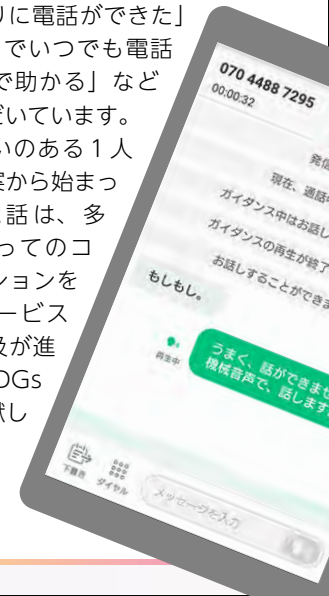 りに電話ができた」
でいつでも電話
で助かる」など
だいています。
いのある1人
案から始まっ
話は、多
ってのコ
ションを
ービス
及が進
DGs
献し
070 4488 7295
00:00:32
発信
現在、通話中
ガイダンス中はお話し
ガイダンスの再生が終了
お話しすることができま
もしもし。
再生中
うまく、話ができませ
機械音声で、話します
下書き
ダイヤル
メッセージを入力